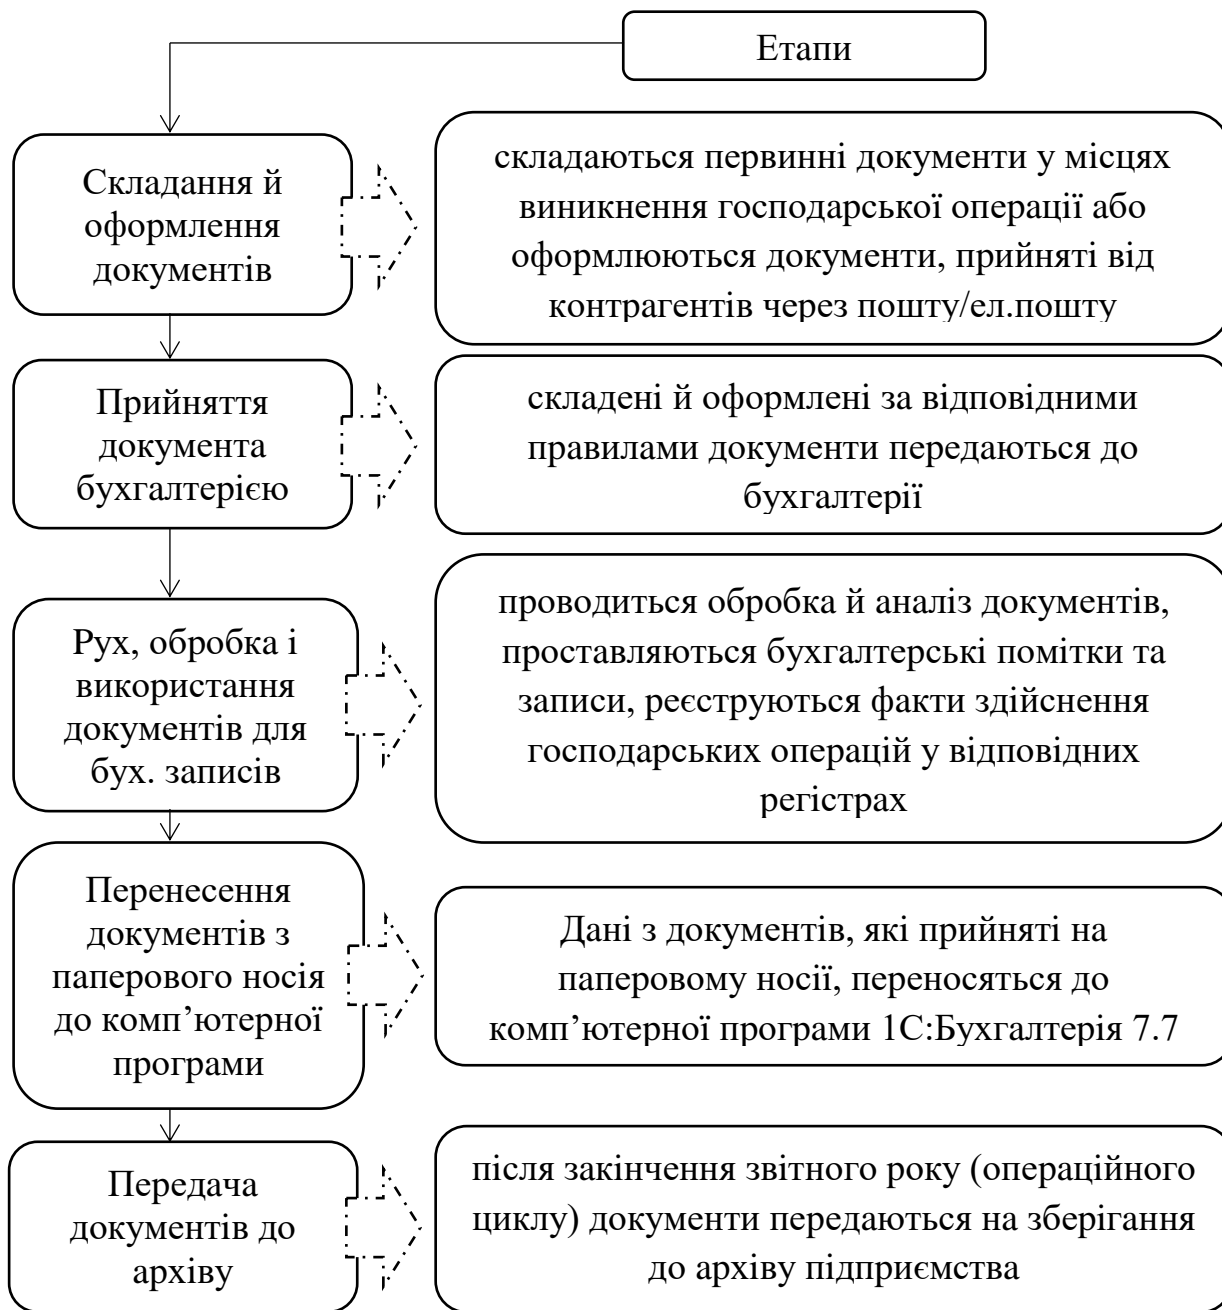 Етапи
Складання й
оформлення
документів
складаються первинні документи у місцях
виникнення господарської операції або
оформлюються документи, прийняті від
контрагентів через пошту/ел.пошту
Прийняття
документа
бухгалтерією
складені й оформлені за відповідними
правилами документи передаються до
бухгалтерії
Рух, обробка і
використання
документів для
бух. записів
проводиться обробка й аналіз документів,
проставляються бухгалтерські помітки та
записи, реєструються факти здійснення
господарських операцій у відповідних
регістрах
Перенесення
документів з
паперового носія
до комп’ютерної
програми
Дані з документів, які прийняті на
паперовому носії, переносяться до
комп’ютерної програми 1С:Бухгалтерія 7.7
Передача
документів до
архіву
після закінчення звітного року (операційного
циклу) документи передаються на зберігання
до архіву підприємства